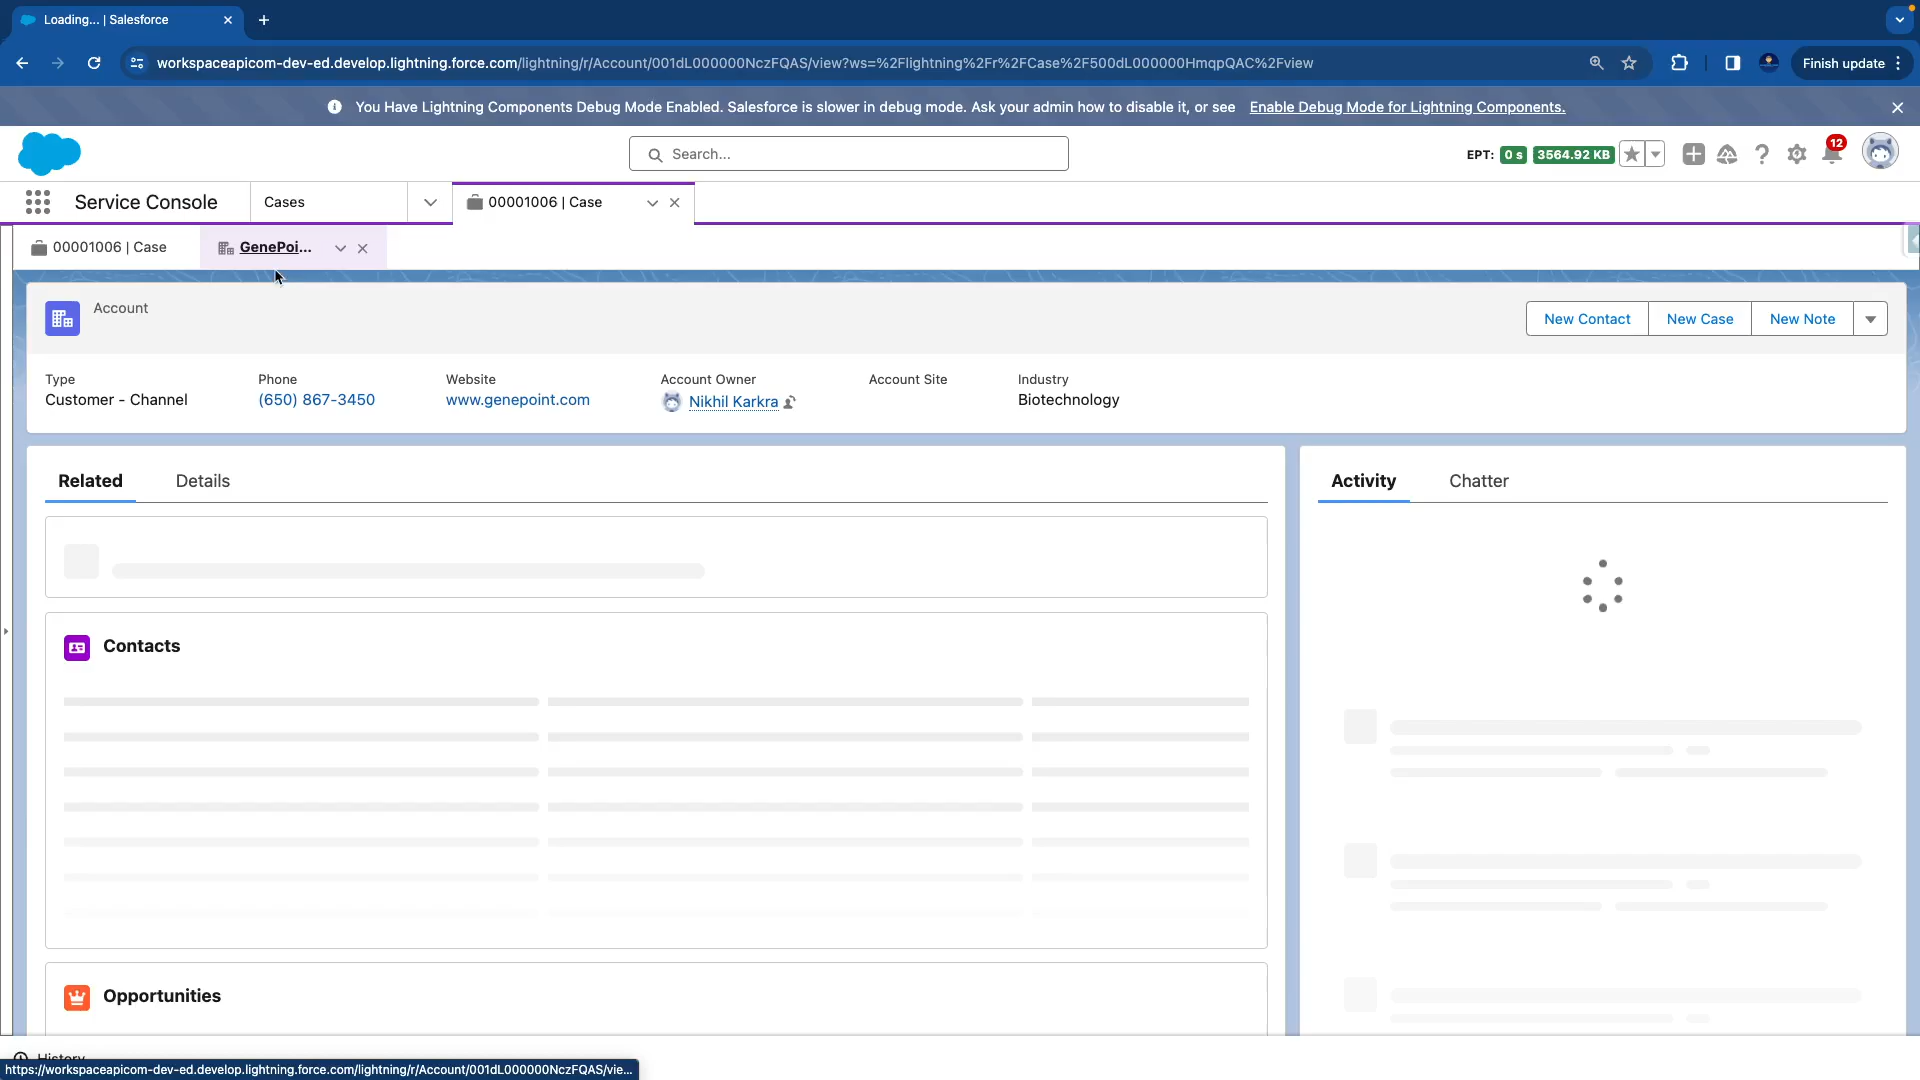 Loading... | Salesforce
workspaceapicom-dev-ed.develop.lightning.force.com/lightning/r/Account/001dL000000NczFQAS/view?ws=%2Flightning%2Fr%2FCase%2F500dL000000HmqpQAC%2Fview
Finish update
You Have Lightning Components Debug Mode Enabled. Salesforce is slower in debug mode. Ask your admin how to disable it, or see Enable Debug Mode for Lightning Components.
Search...
EPT: 0 s 3564.92 KB
12
Service Console
Cases
00001006 | Case
00001006 | Case
GenePoi...
Account
New Contact
New Case
New Note
Type
Customer - Channel
Phone
(650) 867-3450
Website
www.genepoint.com
Account Owner
Nikhil Karkra
Account Site
Industry
Biotechnology
Related
Details
Activity
Chatter
Contacts
Opportunities
History
https://workspaceapicom-dev-ed.develop.lightning.force.com/lightning/r/Account/001dL000000NczFQAS/vie...